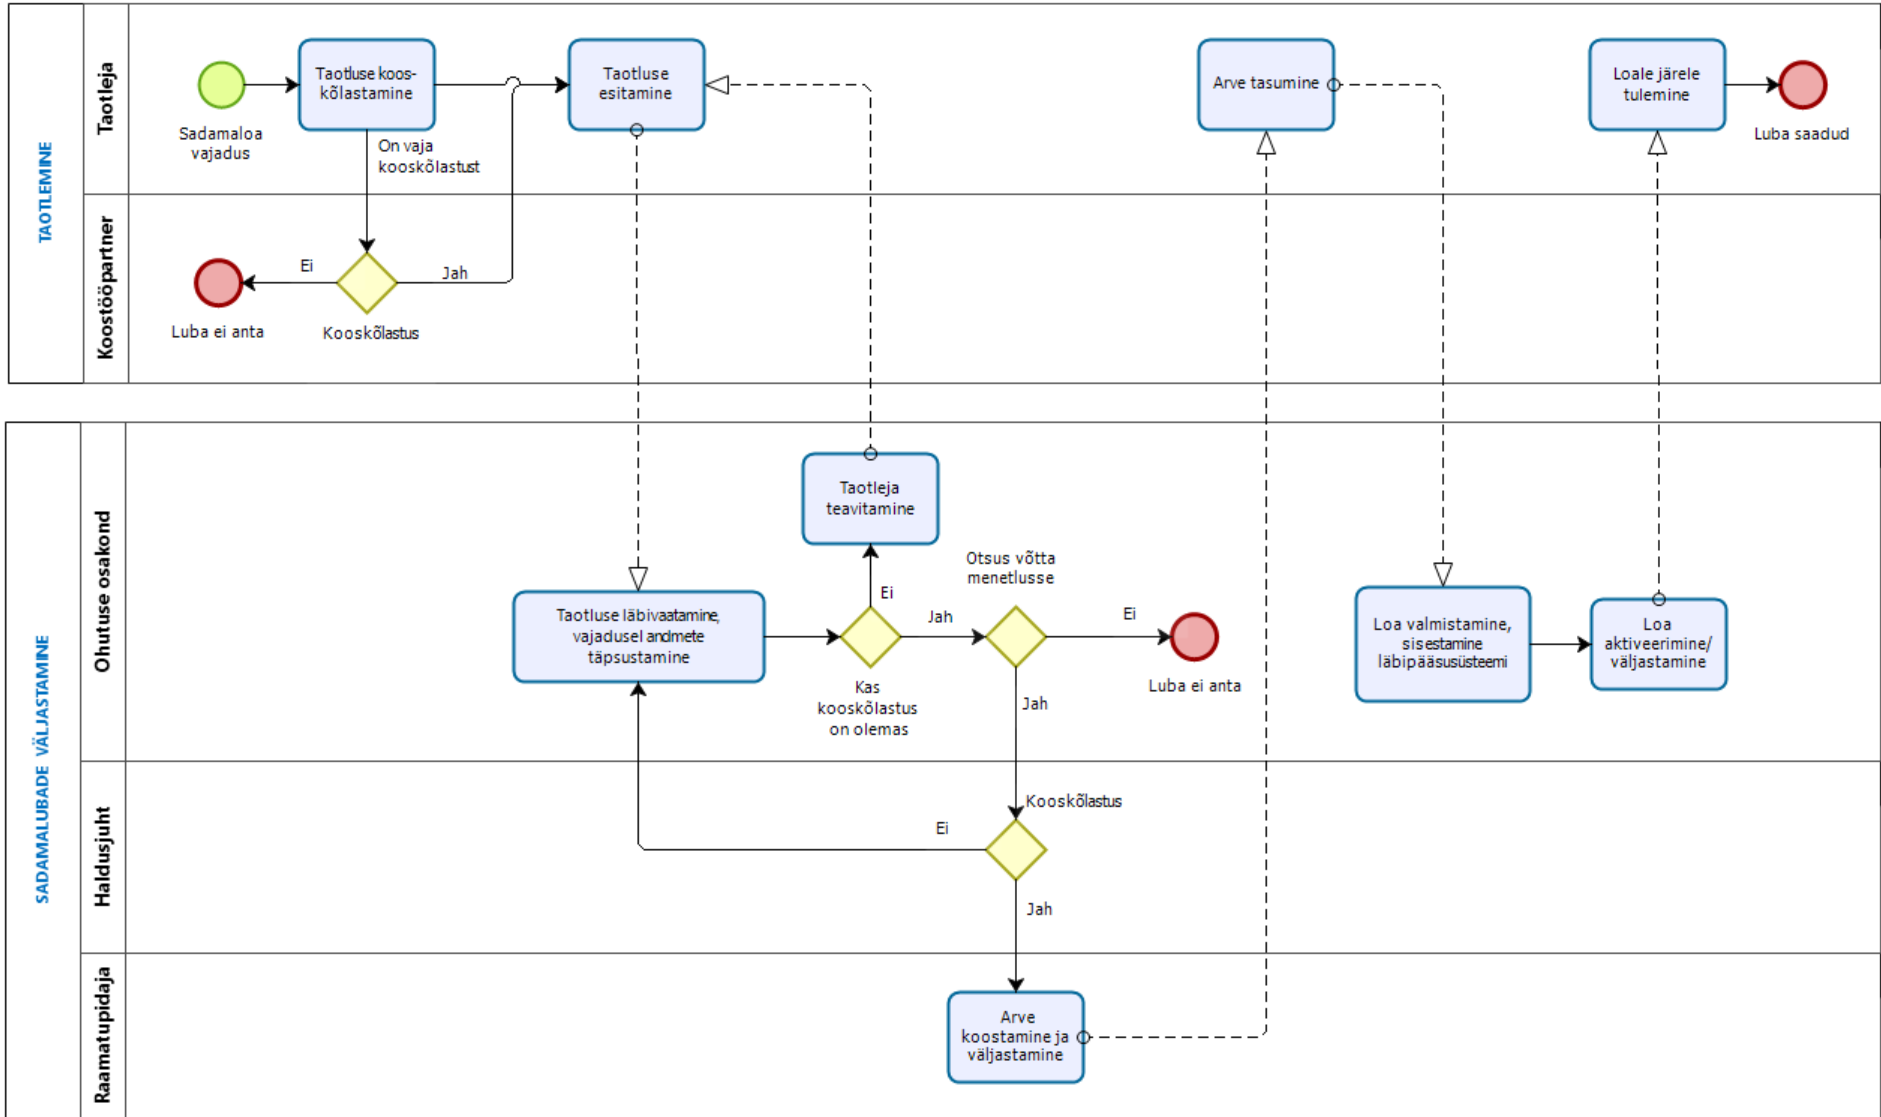 TAOTLEMINE
Taotleja
Sadamaloa
vajadus
Taotluse koos-
kõlastamine
On vaja
kooskõlastust
Taotluse
esitamine
Arve tasumine
Loale järele
tulemine
Luba saadud
Koostööpartner
Ei
Jah
Luba ei anta
Kooskõlastus
SADAMALUBADE VÄLJASTAMINE
Ohutuse osakond
Taotleja
teavitamine
Otsus võtta
menetlusse
Taotluse läbivaatamine,
vajadusel andmete
täpsustamine
Ei
Jah
Ei
Kas
kooskõlastus
on olemas
Jah
Luba ei anta
Loa valmistamine,
sisestamine
läbipääsusüsteemi
Loa
aktiveerimine/
väljastamine
Haldusjuht
Kooskõlastus
Ei
Jah
Raamatupidaja
Arve
koostamine ja
väljastamine